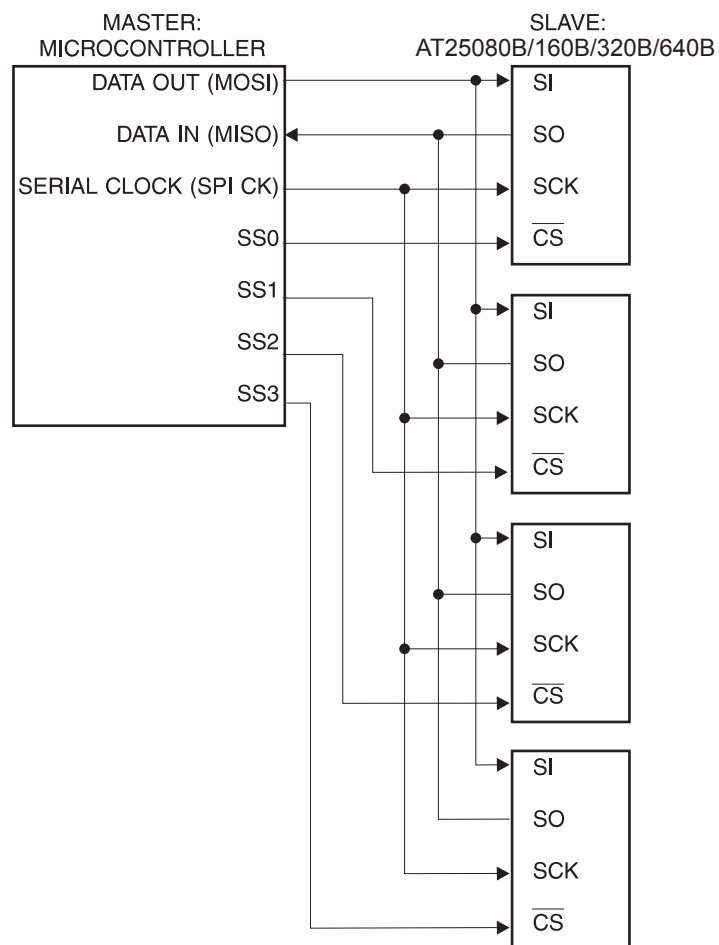 MASTER:
MICROCONTROLLER
SLAVE:
AT25080B/160B/320B/640B
DATA OUT (MOSI)
DATA IN (MISO)
SERIAL CLOCK (SPI CK)
SS0
SS1
SS2
SS3
SI
SO
SCK
CS
SI
SO
SCK
CS
SI
SO
SCK
CS
SI
SO
SCK
CS